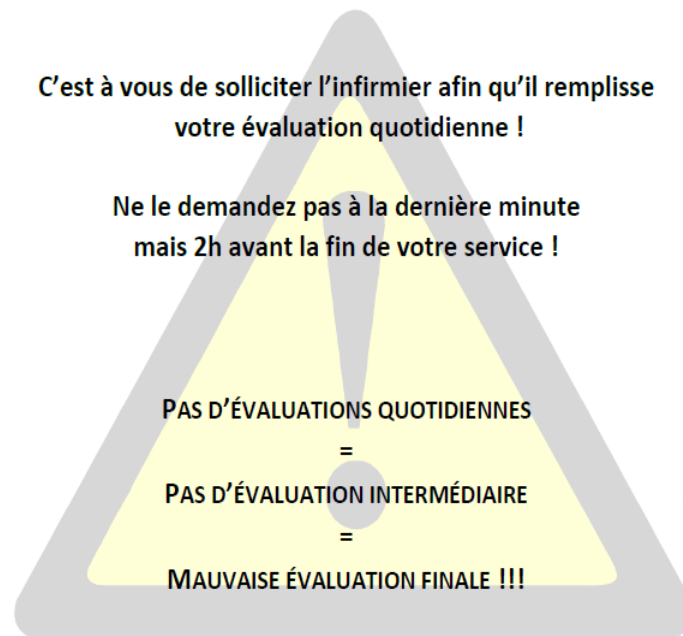 C'est à vous de solliciter l'infirmier afin qu'il remplisse
votre évaluation quotidienne !
Ne le demandez pas à la dernière minute
mais 2h avant la fin de votre service !
PAS D'ÉVALUATIONS QUOTIDIENNES
=
PAS D'ÉVALUATION INTERMÉDIAIRE
=
MAUVAISE ÉVALUATION FINALE !!!